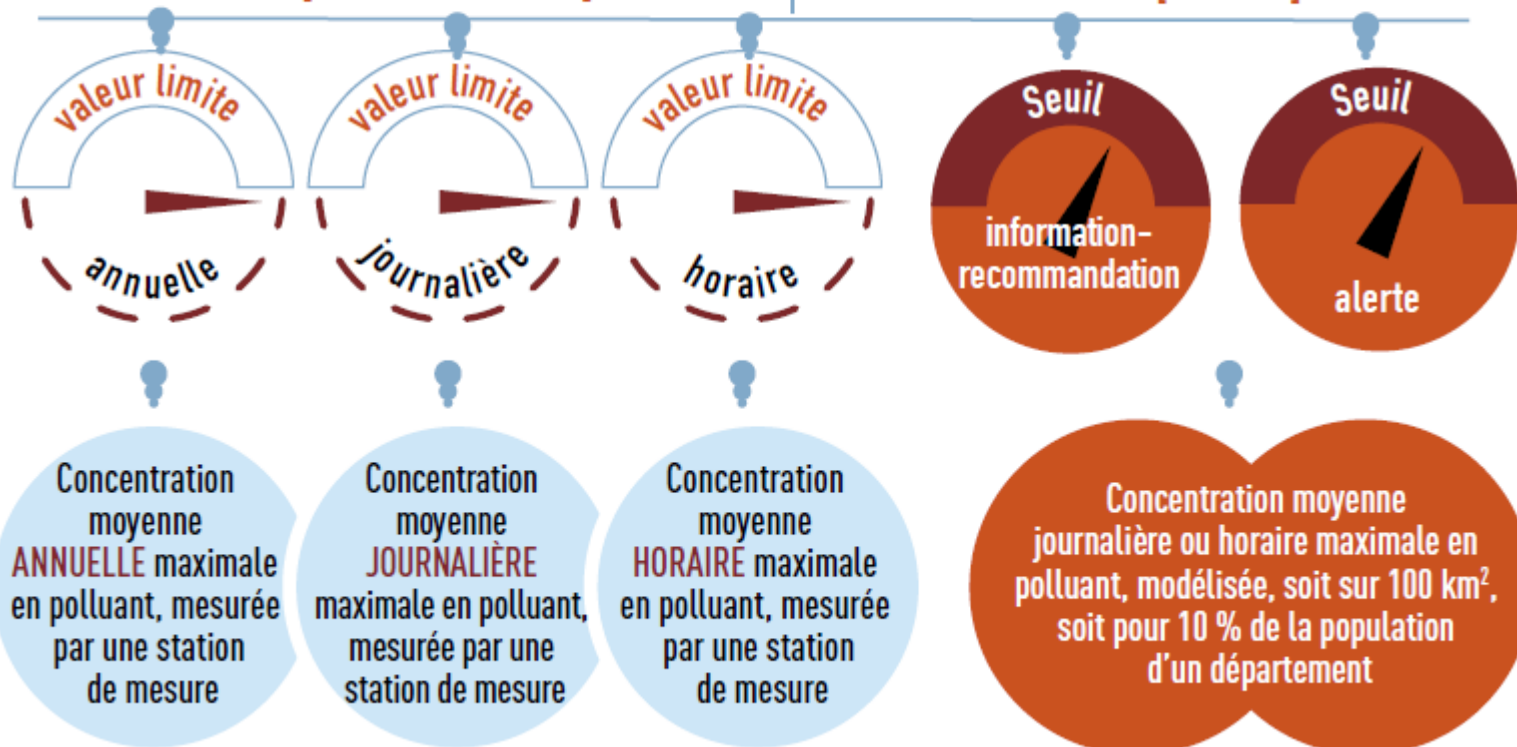 valeur limite
annuelle
valeur limite
journalière
valeur limite
horaire
Seuil
information-
recommandation
Seuil
alerte
Concentration
moyenne
ANNUELLE maximale
en polluant, mesurée
par une station
de mesure
Concentration
moyenne
JOURNALIÈRE
maximale en polluant,
mesurée par une
station de mesure
Concentration
moyenne
HORAIRE maximale
en polluant, mesurée
par une station
de mesure
Concentration moyenne
journalière ou horaire maximale en
polluant, modélisée, soit sur 100 km²,
soit pour 10 % de la population
d'un département